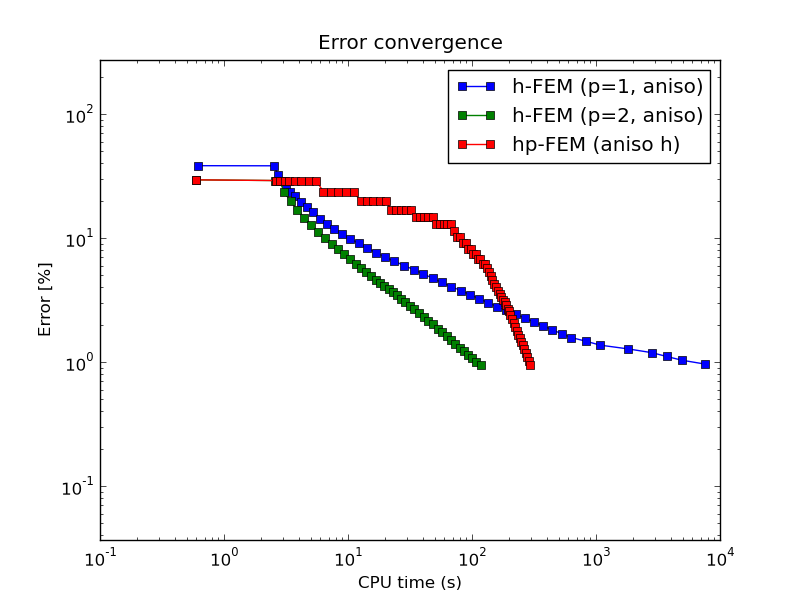 Error convergence
h-FEM (p=1, aniso)
h-FEM (p=2, aniso)
hp-FEM (aniso h)
Error [%]
10^2
10^1
10^0
10^-1
10^-1 10^0 10^1 10^2 10^3 10^4
CPU time (s)